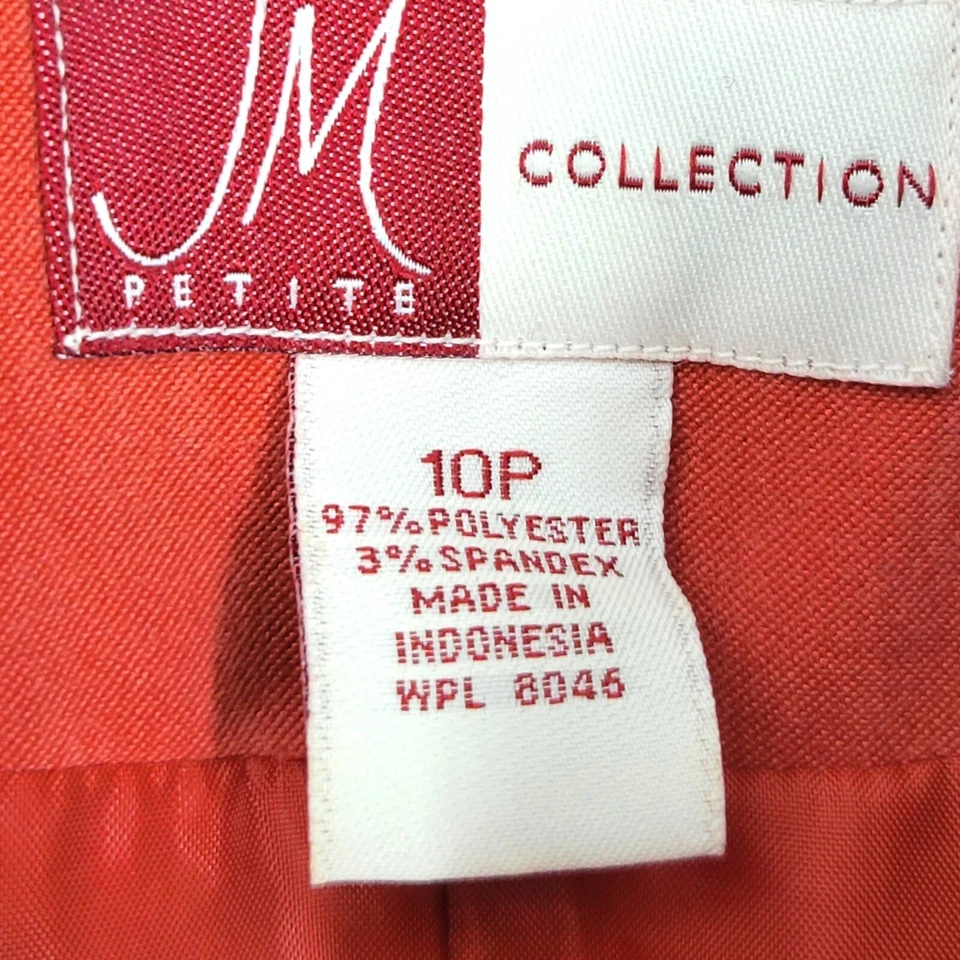 JM COLLECTION
PETITE
10P
97% POLYESTER
3% SPANDEX
MADE IN
INDONESIA
WPL 8046